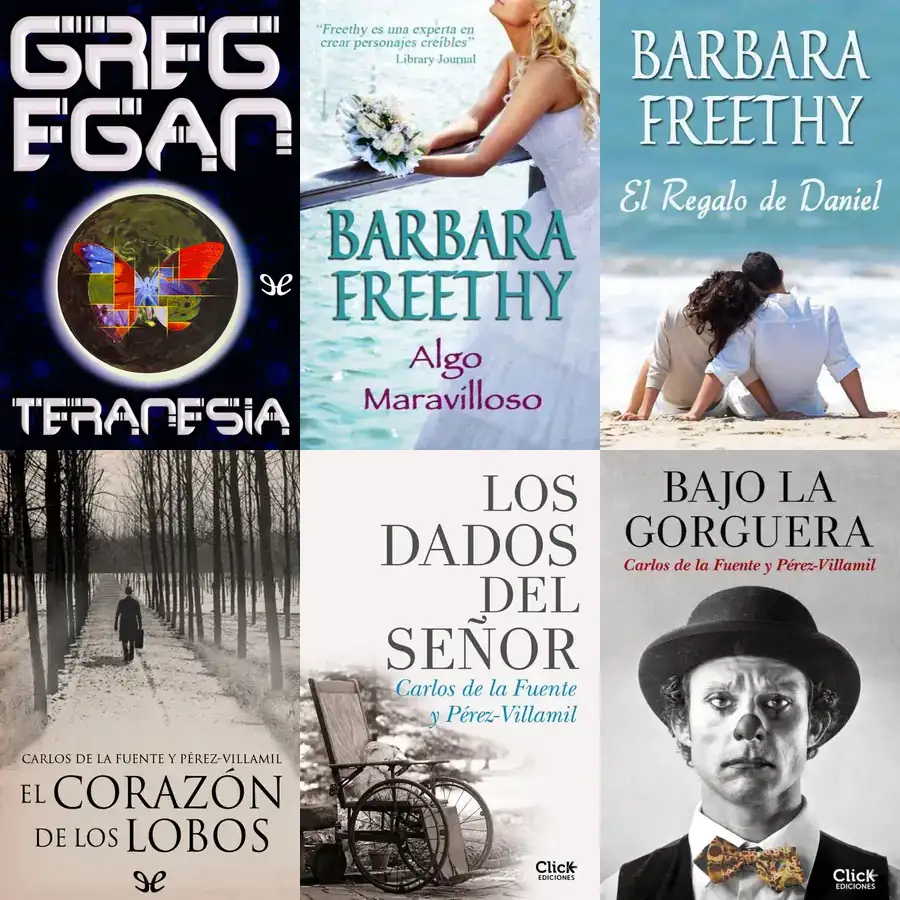 GREG
EGAN
TERANESIA
“Freethy es una experta en
crear personajes creíbles”
Library Journal
BARBARA
FREETHY
Algo
Maravilloso
BARBARA
FREETHY
El Regalo de Daniel
CARLOS DE LA FUENTE Y PÉREZ-VILLAMIL
EL CORAZÓN
DE LOS LOBOS
LOS
DADOS
DEL
SEÑOR
Carlos de la Fuente
y Pérez-Villamil
Click
EDICIONES
BAJO LA
GORGUERA
Carlos de la Fuente y Pérez-Villamil
Click
EDICIONES